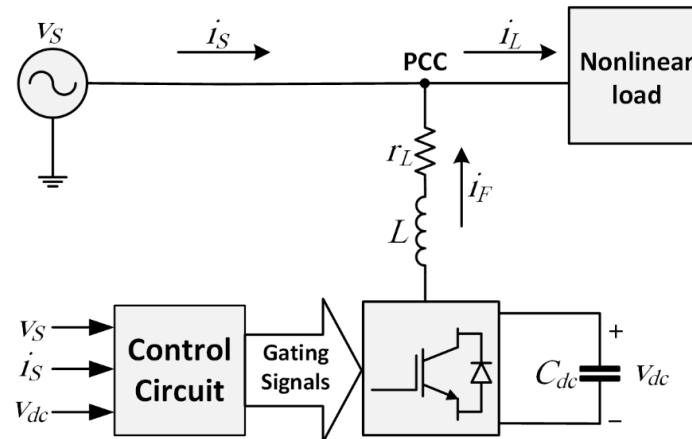 vS
iS
iL
PCC
Nonlinear
load
rL
iF
L
vS
iS
vdc
Control
Circuit
Gating
Signals
Cdc
+
vdc
−